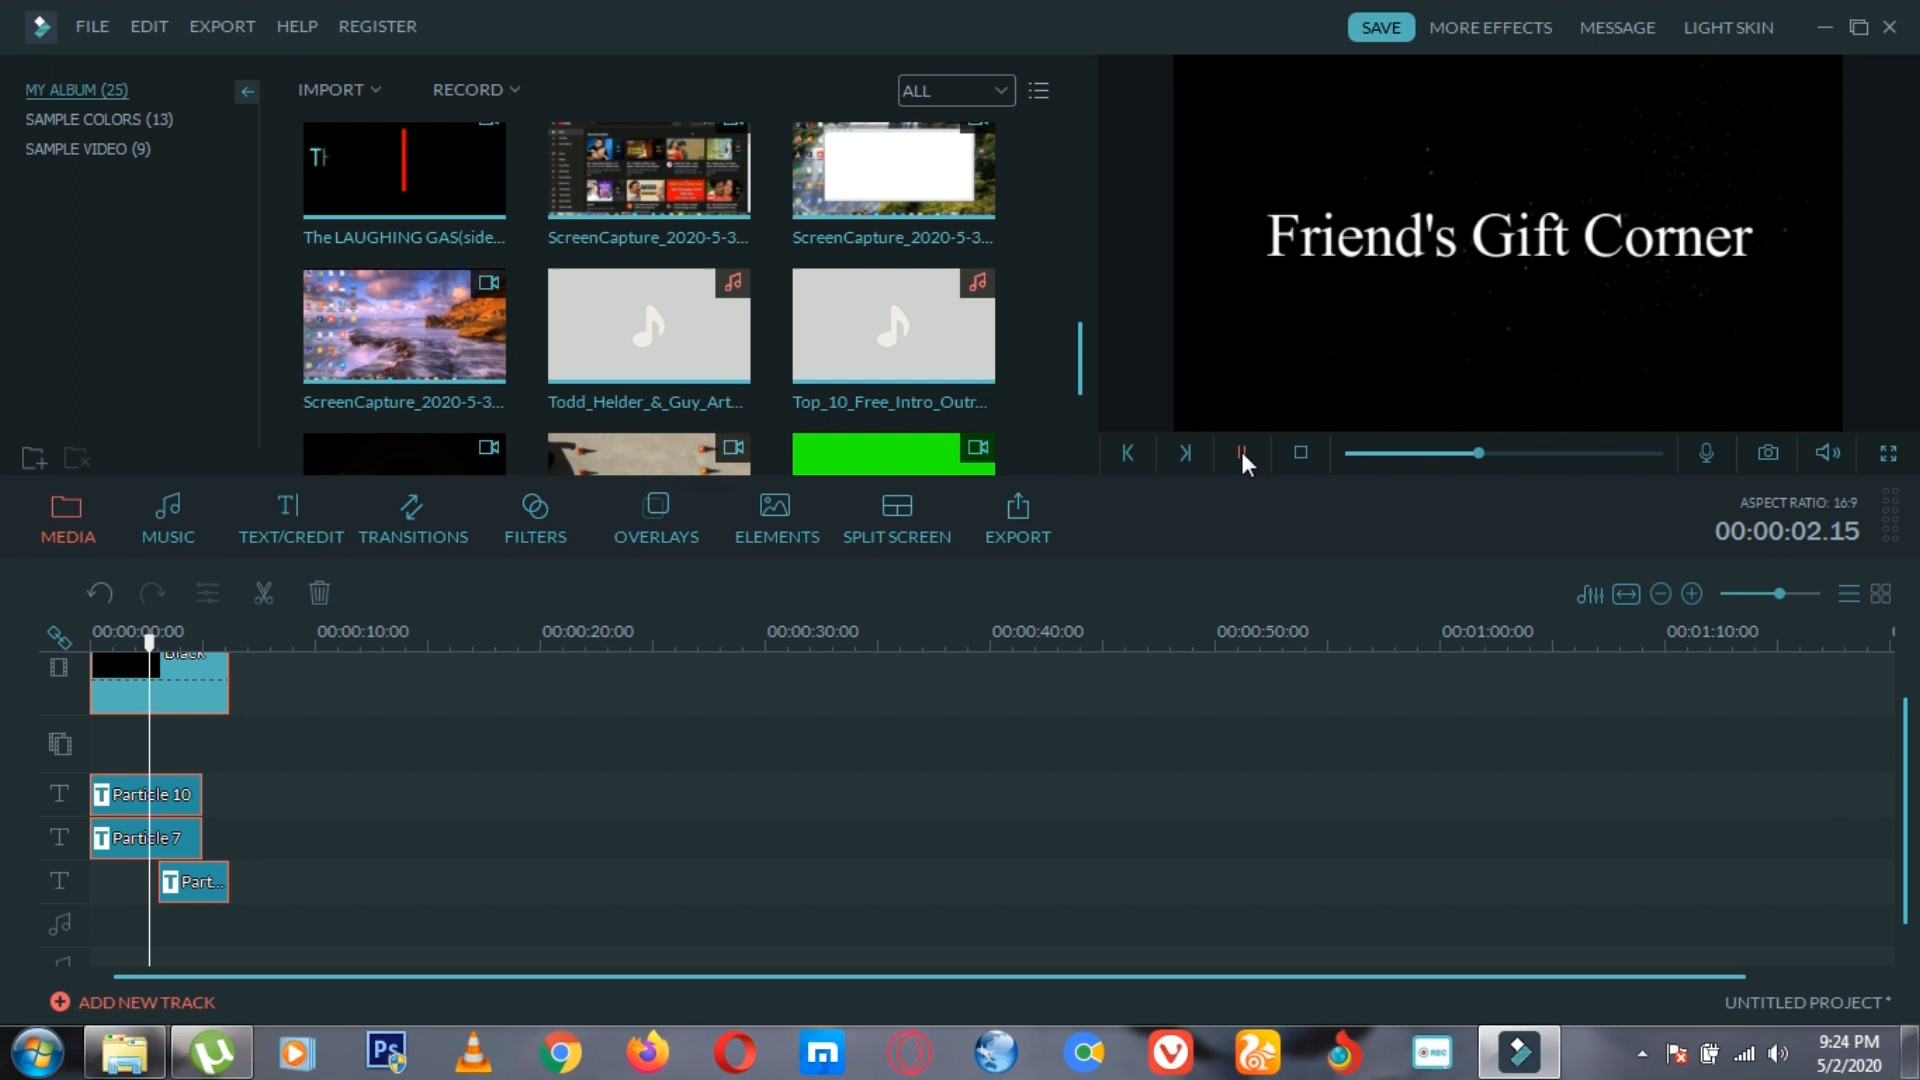 FILE EDIT EXPORT HELP REGISTER
SAVE MORE EFFECTS MESSAGE LIGHT SKIN
MY ALBUM (25)
SAMPLE COLORS (13)
SAMPLE VIDEO (9)
IMPORT RECORD ALL
The LAUGHING GAS(side... ScreenCapture_2020-5-3... ScreenCapture_2020-5-3...
ScreenCapture_2020-5-3... Todd_Helder_&_Guy_Art... Top_10_Free_Intro_Outr...
Friend's Gift Corner
MEDIA MUSIC TEXT/CREDIT TRANSITIONS FILTERS OVERLAYS ELEMENTS SPLIT SCREEN EXPORT
ASPECT RATIO: 16:9
00:00:02.15
00:00:00:00 00:00:10:00 00:00:20:00 00:00:30:00 00:00:40:00 00:00:50:00 00:01:00:00 00:01:10:00
Black
T Particle 10
T Particle 7
T Part...
ADD NEW TRACK
UNTITLED PROJECT *
Ps
REC
9:24 PM
5/2/2020